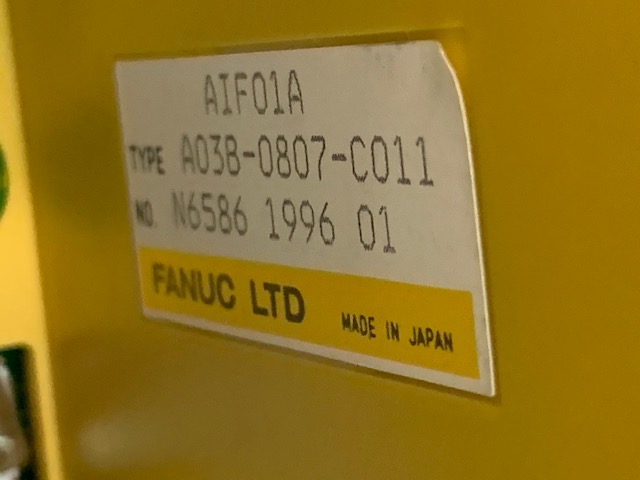 AIF01A
TYPE A03B-0807-C011
NO. N6586 1996 01
FANUC LTD MADE IN JAPAN